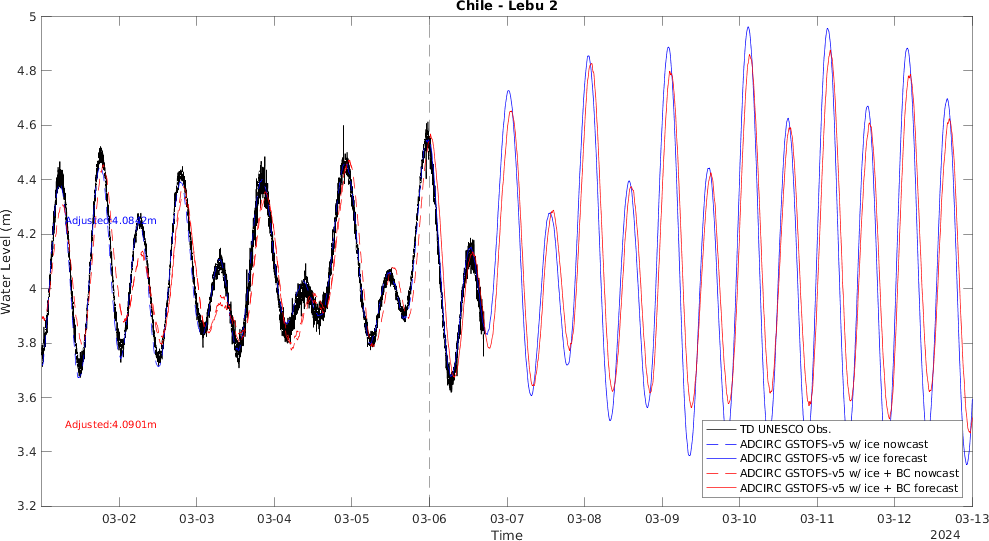 Chile - Lebu 2
5
4.8
4.6
4.4
4.2
4
3.8
3.6
3.4
3.2
Water Level (m)
Adjusted:4.0842m
Adjusted:4.0901m
TD UNESCO Obs.
ADCIRC GSTOFS-v5 w/ ice nowcast
ADCIRC GSTOFS-v5 w/ ice forecast
ADCIRC GSTOFS-v5 w/ ice + BC nowcast
ADCIRC GSTOFS-v5 w/ ice + BC forecast
03-02 03-03 03-04 03-05 03-06 03-07 03-08 03-09 03-10 03-11 03-12 03-13
Time
2024